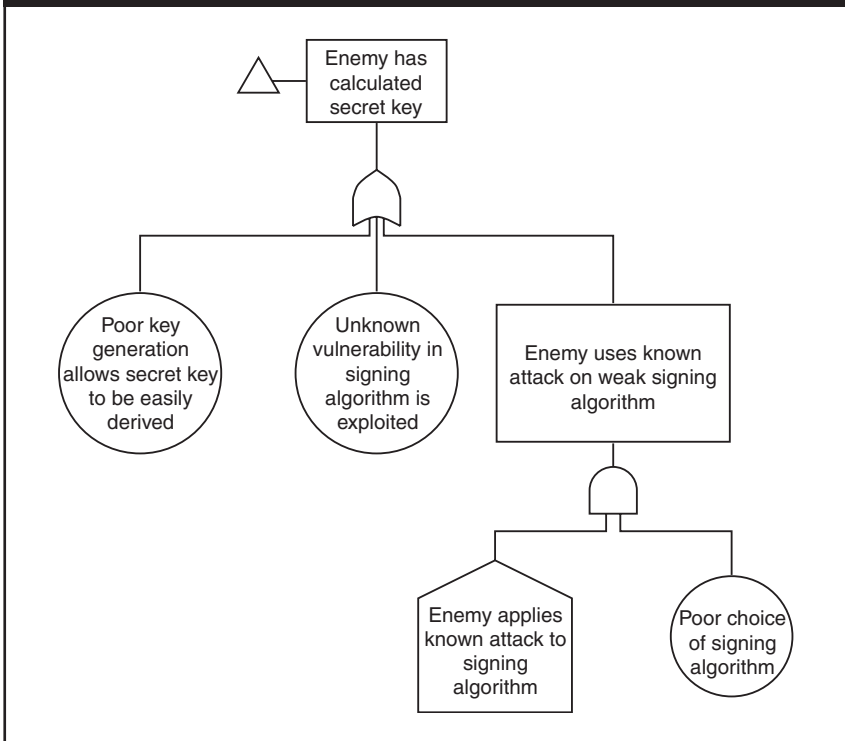 Enemy has
calculated
secret key
Poor key
generation
allows secret key
to be easily
derived
Unknown
vulnerability in
signing
algorithm is
exploited
Enemy uses known
attack on weak signing
algorithm
Enemy applies
known attack to
signing
algorithm
Poor choice
of signing
algorithm